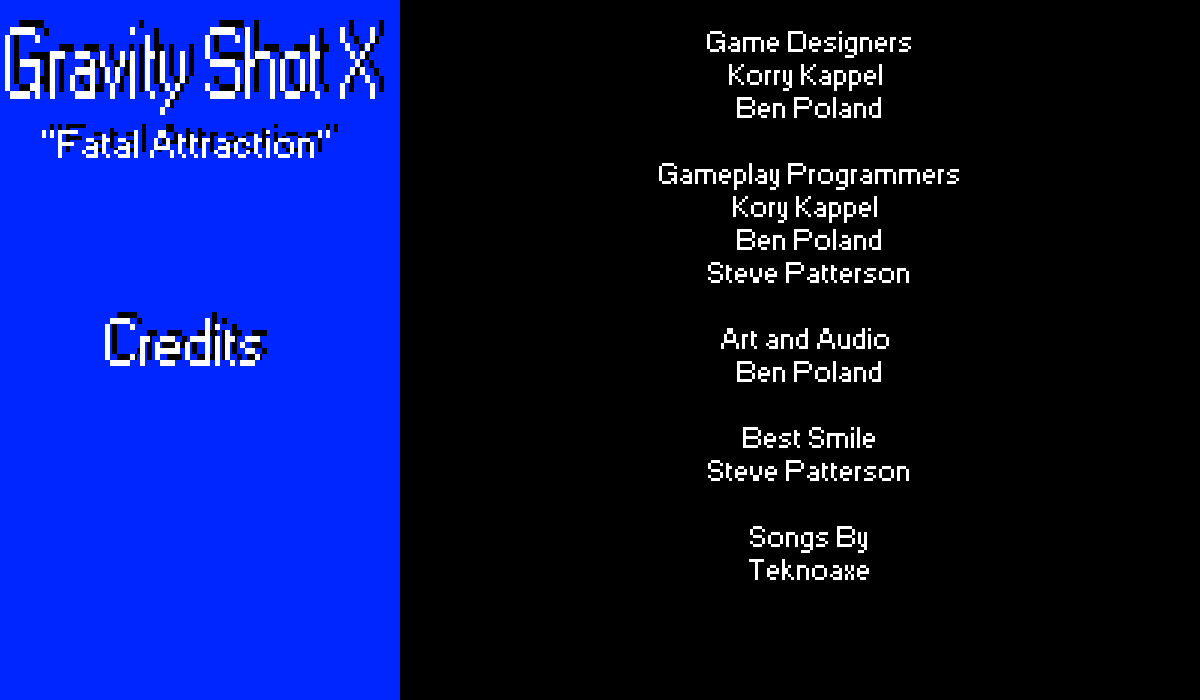 Gravity Shot X
"Fatal Attraction"
Credits
Game Designers
Korry Kappel
Ben Poland
Gameplay Programmers
Kory Kappel
Ben Poland
Steve Patterson
Art and Audio
Ben Poland
Best Smile
Steve Patterson
Songs By
Teknoaxe